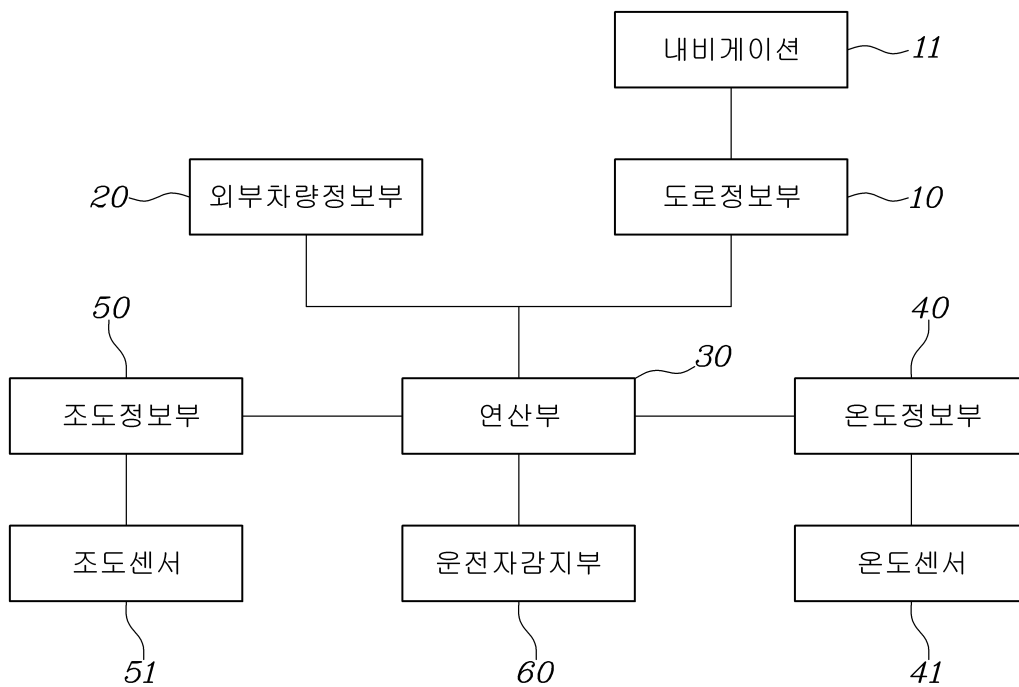 내비게이션
11
20
외부차량정보부
도로정보부
10
50
40
30
조도정보부
연산부
온도정보부
조도센서
운전자감지부
온도센서
51
60
41